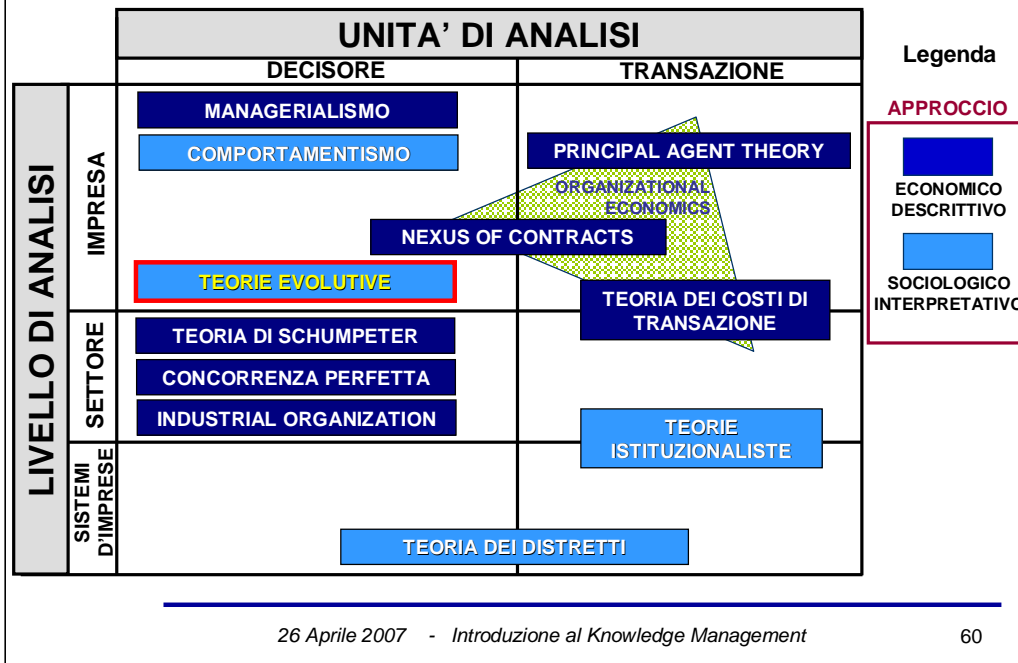 UNITA' DI ANALISI
DECISORE
TRANSAZIONE
LIVELLO DI ANALISI
IMPRESA
MANAGERIALISMO
COMPORTAMENTISMO
PRINCIPAL AGENT THEORY
ORGANIZATIONAL
ECONOMICS
NEXUS OF CONTRACTS
TEORIE EVOLUTIVE
TEORIA DEI COSTI DI
TRANSAZIONE
SETTORE
TEORIA DI SCHUMPETER
CONCORRENZA PERFETTA
INDUSTRIAL ORGANIZATION
TEORIE
ISTITUZIONALISTE
SISTEMI
D'IMPRESE
TEORIA DEI DISTRETTI
Legenda
APPROCCIO
ECONOMICO
DESCRITTIVO
SOCIOLOGICO
INTERPRETATIVO
26 Aprile 2007 - Introduzione al Knowledge Management
60